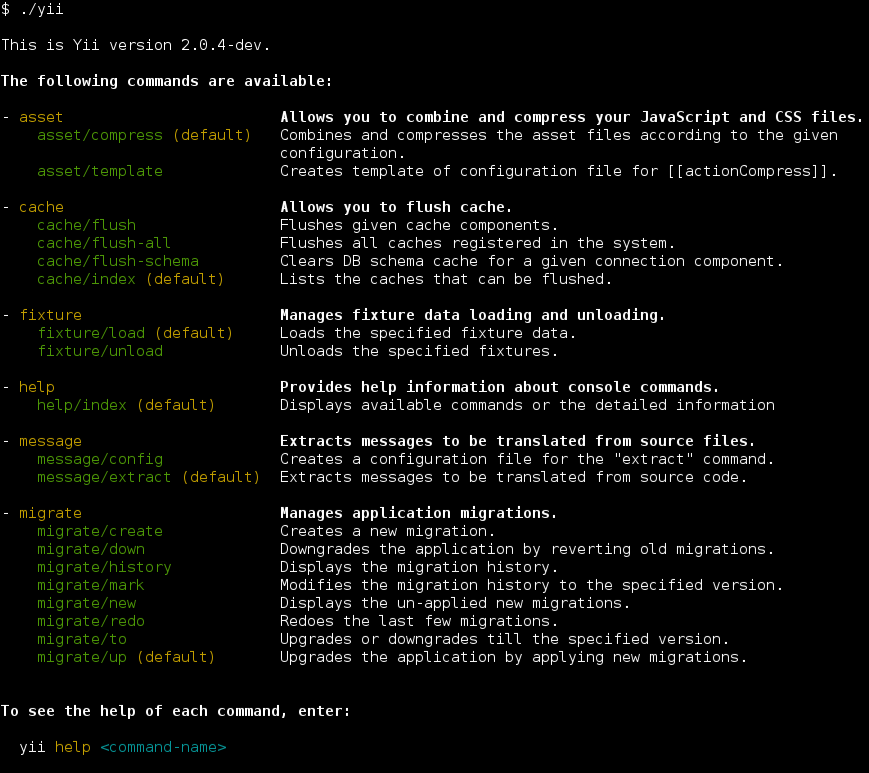 $ ./yii
This is Yii version 2.0.4-dev.
The following commands are available:
- asset Allows you to combine and compress your JavaScript and CSS files.
asset/compress (default) Combines and compresses the asset files according to the given
configuration.
asset/template Creates template of configuration file for [[actionCompress]].
- cache Allows you to flush cache.
cache/flush Flushes given cache components.
cache/flush-all Flushes all caches registered in the system.
cache/flush-schema Clears DB schema cache for a given connection component.
cache/index (default) Lists the caches that can be flushed.
- fixture Manages fixture data loading and unloading.
fixture/load (default) Loads the specified fixture data.
fixture/unload Unloads the specified fixtures.
- help Provides help information about console commands.
help/index (default) Displays available commands or the detailed information
- message Extracts messages to be translated from source files.
message/config Creates a configuration file for the "extract" command.
message/extract (default) Extracts messages to be translated from source code.
- migrate Manages application migrations.
migrate/create Creates a new migration.
migrate/down Downgrades the application by reverting old migrations.
migrate/history Displays the migration history.
migrate/mark Modifies the migration history to the specified version.
migrate/new Displays the un-applied new migrations.
migrate/redo Redoes the last few migrations.
migrate/to Upgrades or downgrades till the specified version.
migrate/up (default) Upgrades the application by applying new migrations.
To see the help of each command, enter:
yii help <command-name>